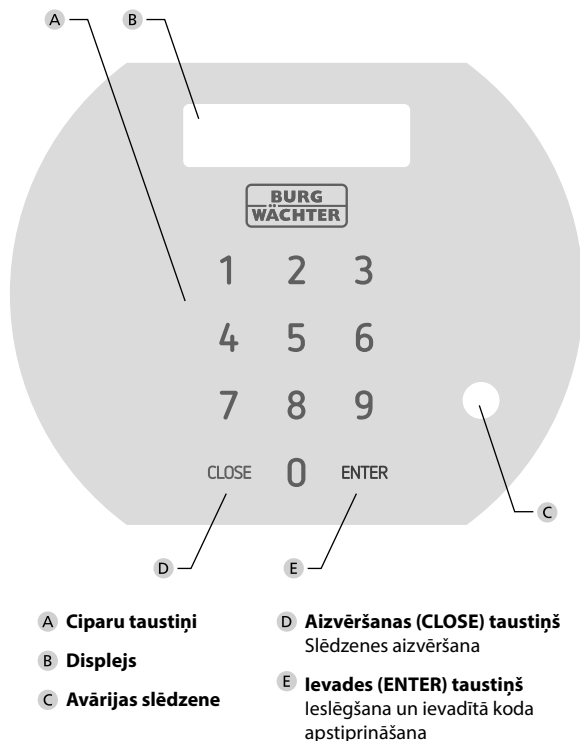 A B
BURG
WÄCHTER
1 2 3
4 5 6
7 8 9
CLOSE 0 ENTER
C
D E
A Ciparu taustiņi
B Displejs
C Avārijas slēdzene
D Aizvēršanas (CLOSE) taustiņš
Slēdzenes aizvēršana
E Ievades (ENTER) taustiņš
Ieslēgšana un ievadītā koda
apstiprināšana